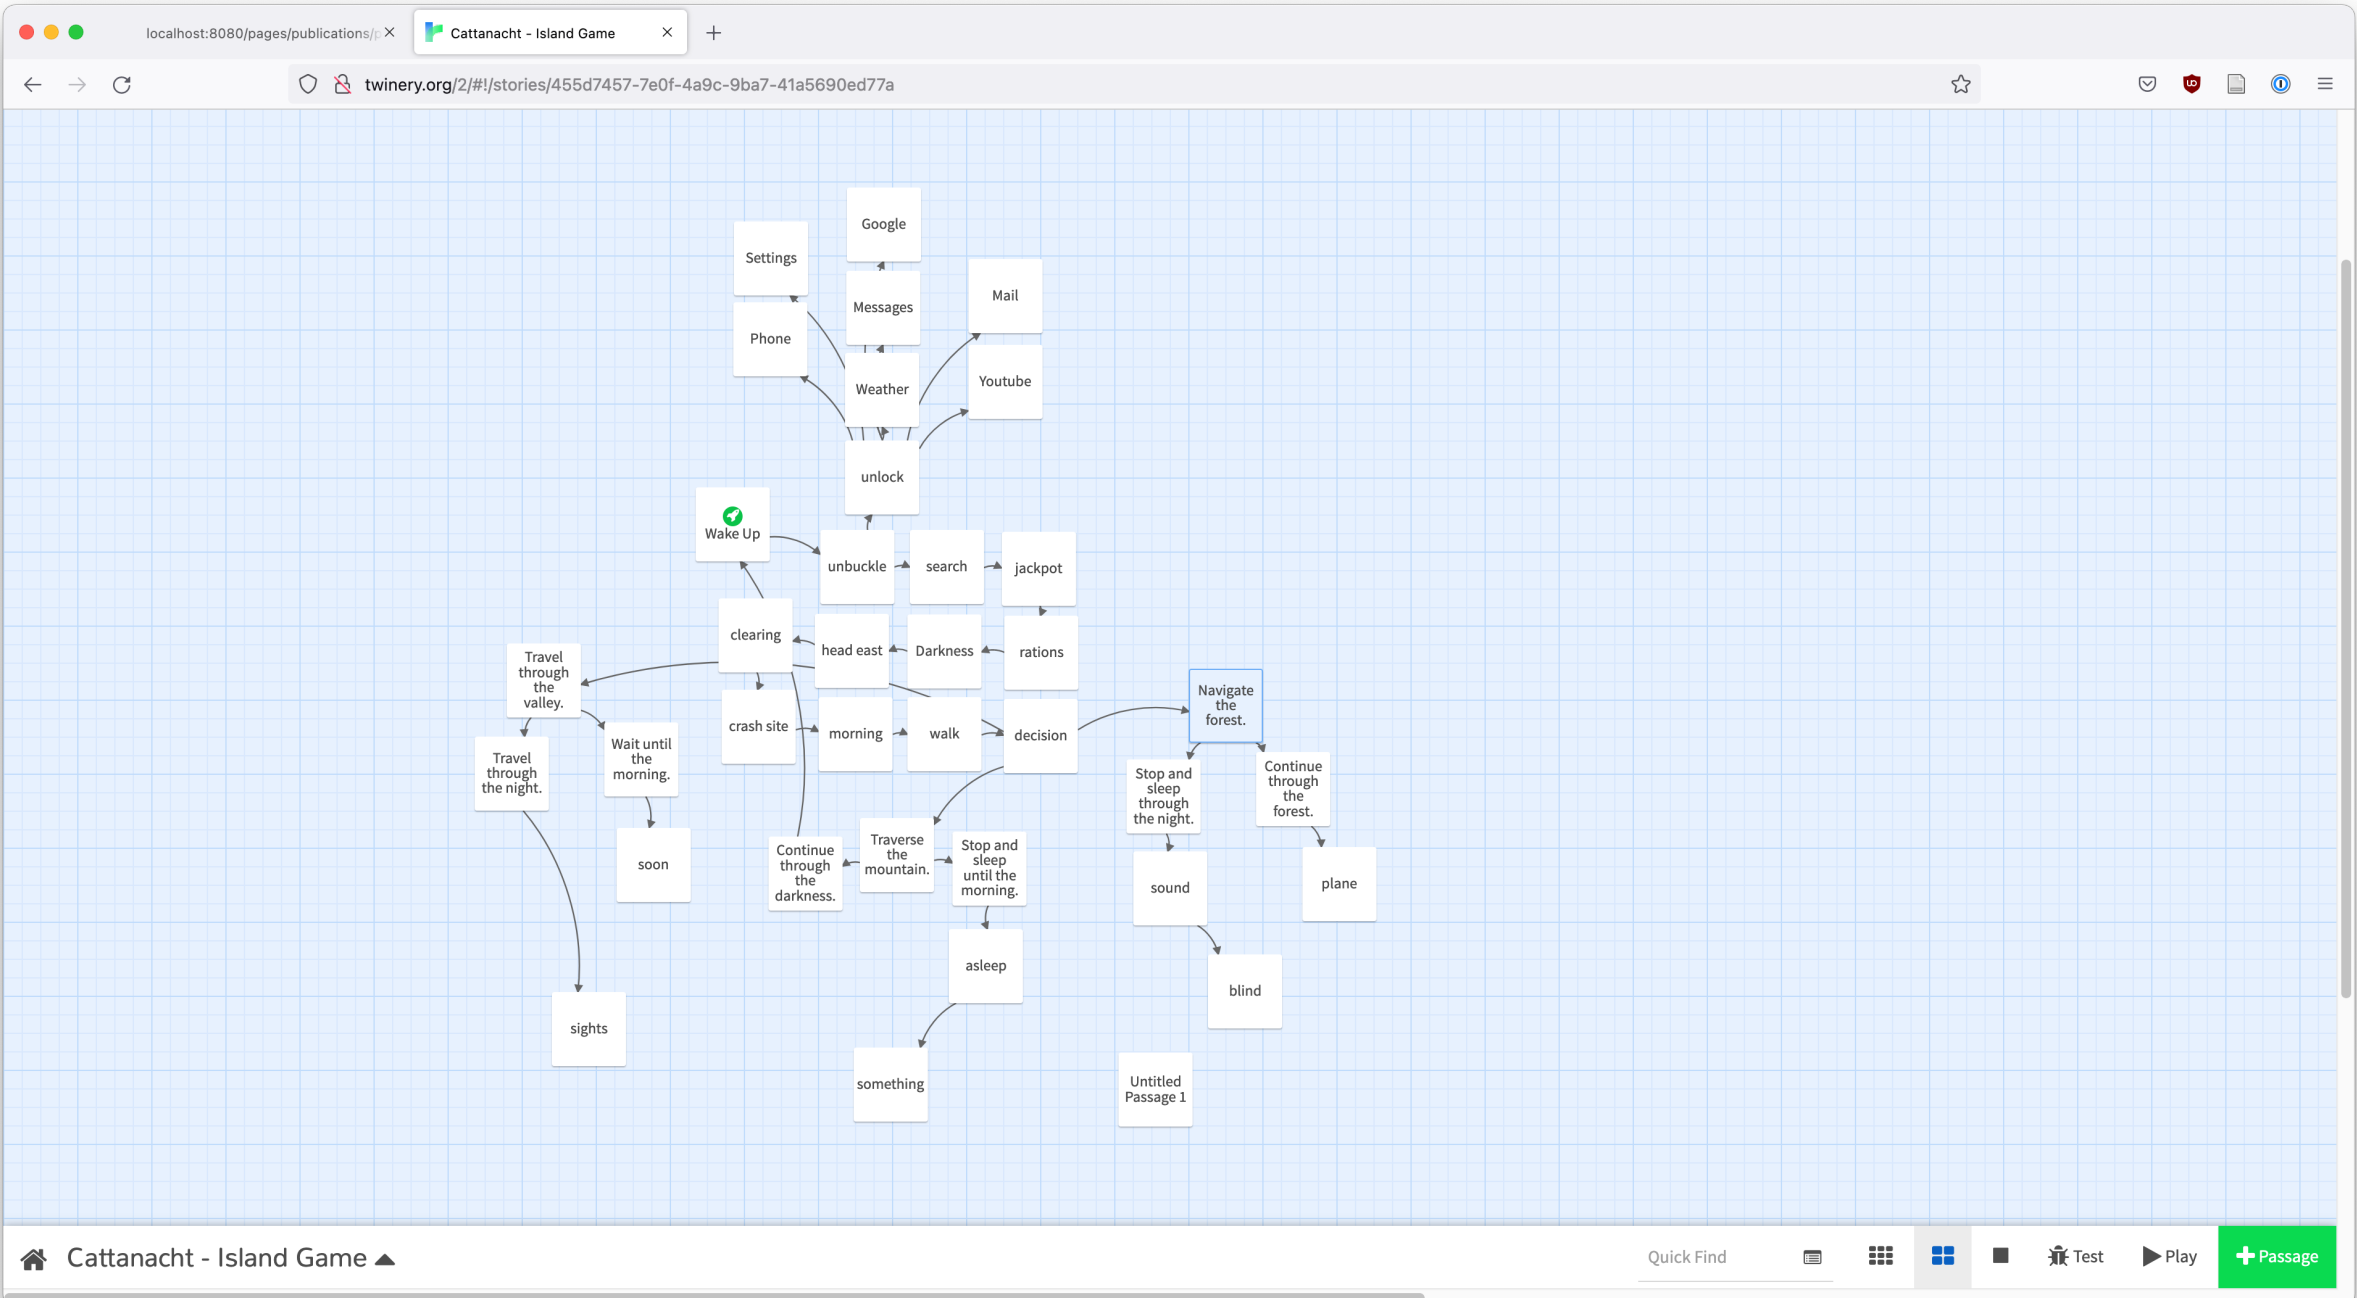 localhost:8080/pages/publications/p
Cattanacht - Island Game
twinery.org/2/#!/stories/455d7457-7e0f-4a9c-9ba7-41a5690ed77a
Google
Settings
Messages
Mail
Phone
Youtube
Weather
unlock
Wake Up
unbuckle
search
jackpot
clearing
head east
Darkness
rations
Travel
through
the
valley.
Navigate
the
forest.
crash site
morning
walk
decision
Travel
through
the night.
Wait until
the
morning.
Stop and
sleep
through
the night.
Continue
through
the
forest.
soon
Continue
through
the
darkness.
Traverse
the
mountain.
Stop and
sleep
until the
morning.
sound
plane
asleep
blind
sights
something
Untitled
Passage 1
Cattanacht - Island Game
Quick Find
Test
Play
Passage